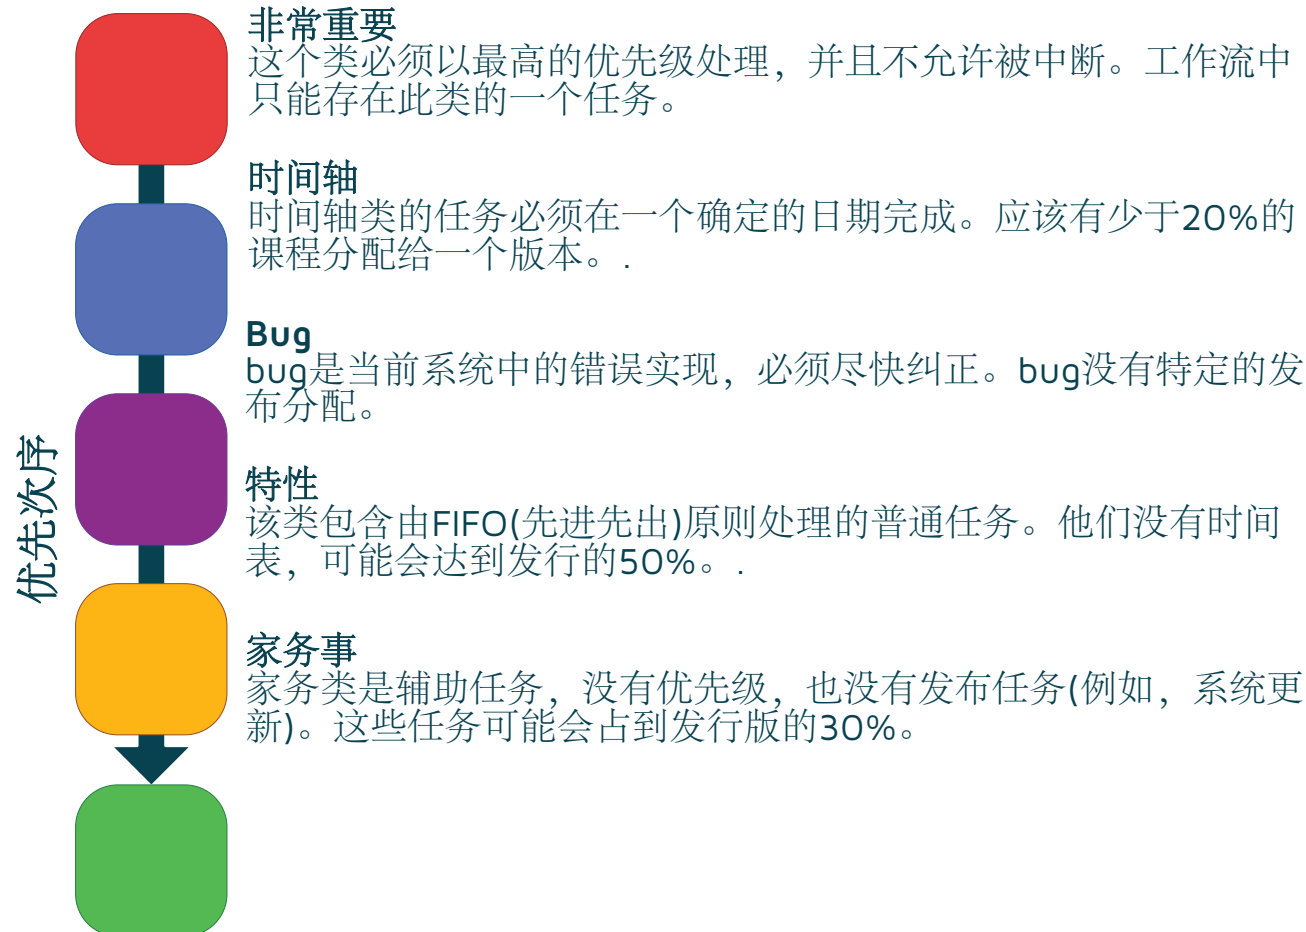 非常重要
这个类必须以最高的优先级处理，并且不允许被中断。工作流中
只能存在此类的一个任务。
时间轴
时间轴类的任务必须在一个确定的日期完成。应该有少于20%的
课程分配给一个版本。.
Bug
bug是当前系统中的错误实现，必须尽快纠正。bug没有特定的发
布分配。
特性
该类包含由FIFO(先进先出)原则处理的普通任务。他们没有时间
表，可能会达到发行的50%。.
家务事
家务类是辅助任务，没有优先级，也没有发布任务(例如，系统更
新)。这些任务可能会占到发行版的30%。
优先次序